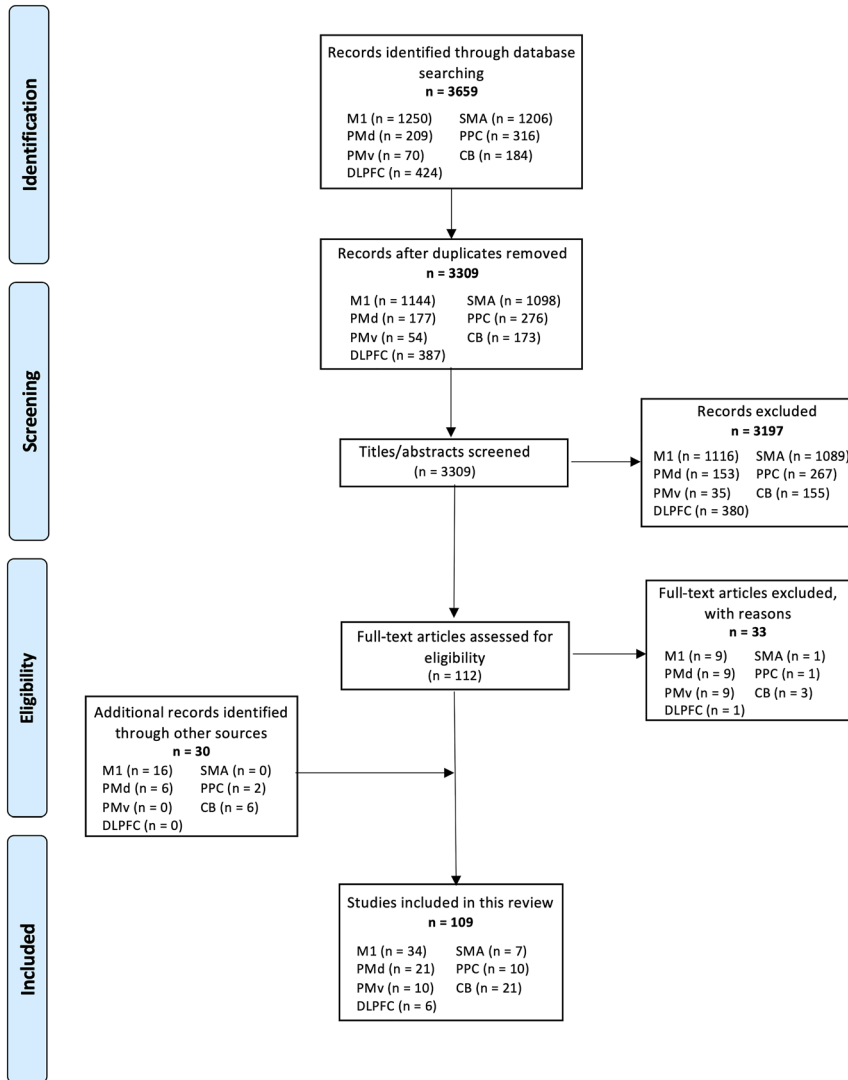 Identification
Records identified through database
searching
n = 3659
M1 (n = 1250) SMA (n = 1206)
PMd (n = 209) PPC (n = 316)
PMv (n = 70) CB (n = 184)
DLPFC (n = 424)
Records after duplicates removed
n = 3309
M1 (n = 1144) SMA (n = 1098)
PMd (n = 177) PPC (n = 276)
PMv (n = 54) CB (n = 173)
DLPFC (n = 387)
Screening
Titles/abstracts screened
(n = 3309)
Records excluded
n = 3197
M1 (n = 1116) SMA (n = 1089)
PMd (n = 153) PPC (n = 267)
PMv (n = 35) CB (n = 155)
DLPFC (n = 380)
Eligibility
Full-text articles assessed for
eligibility
(n = 112)
Full-text articles excluded,
with reasons
n = 33
M1 (n = 9) SMA (n = 1)
PMd (n = 9) PPC (n = 1)
PMv (n = 9) CB (n = 3)
DLPFC (n = 1)
Additional records identified
through other sources
n = 30
M1 (n = 16) SMA (n = 0)
PMd (n = 6) PPC (n = 2)
PMv (n = 0) CB (n = 6)
DLPFC (n = 0)
Included
Studies included in this review
n = 109
M1 (n = 34) SMA (n = 7)
PMd (n = 21) PPC (n = 10)
PMv (n = 10) CB (n = 21)
DLPFC (n = 6)